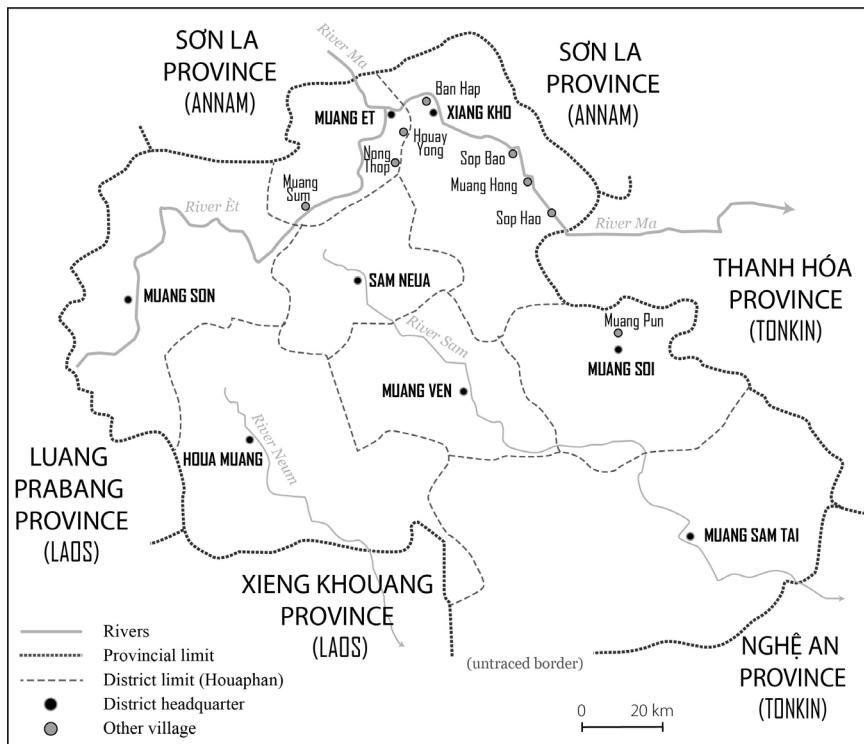 SƠN LA
PROVINCE
(ANNAM)
River Ma
SƠN LA
PROVINCE
(ANNAM)
Ban Hap
MUANG ET
XIANG KHO
Houay
Yong
Nong
Thop
Sop Bao
Muang
Sum
Muang Hong
River Èt
Sop Hao
River Ma
SAM NEUA
MUANG SON
THANH HÓA
PROVINCE
(TONKIN)
River Sam
Muang Pun
MUANG SOI
MUANG VEN
River Neum
HOUA MUANG
LUANG
PRABANG
PROVINCE
(LAOS)
MUANG SAM TAI
XIENG KHOUANG
PROVINCE
(LAOS)
NGHỆ AN
PROVINCE
(TONKIN)
(untraced border)
Rivers
Provincial limit
District limit (Houaphan)
District headquarter
Other village
0 20 km